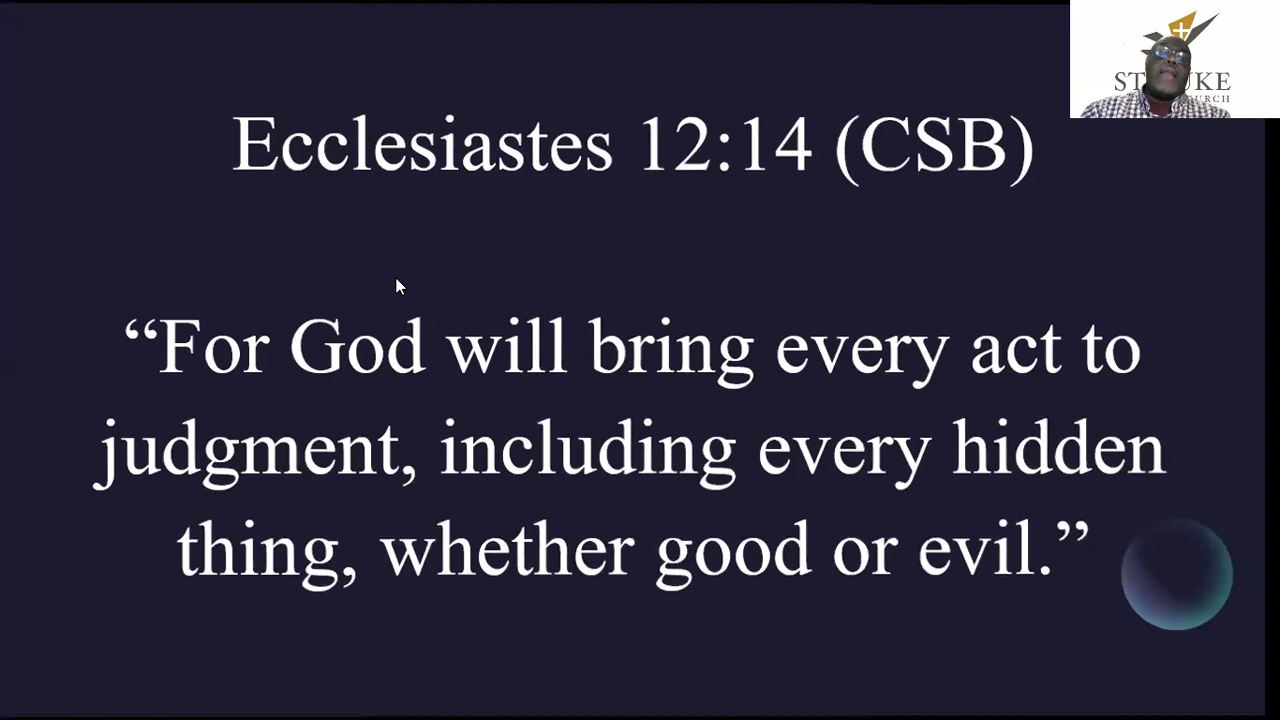 Ecclesiastes 12:14 (CSB)
“For God will bring every act to
judgment, including every hidden
thing, whether good or evil.”